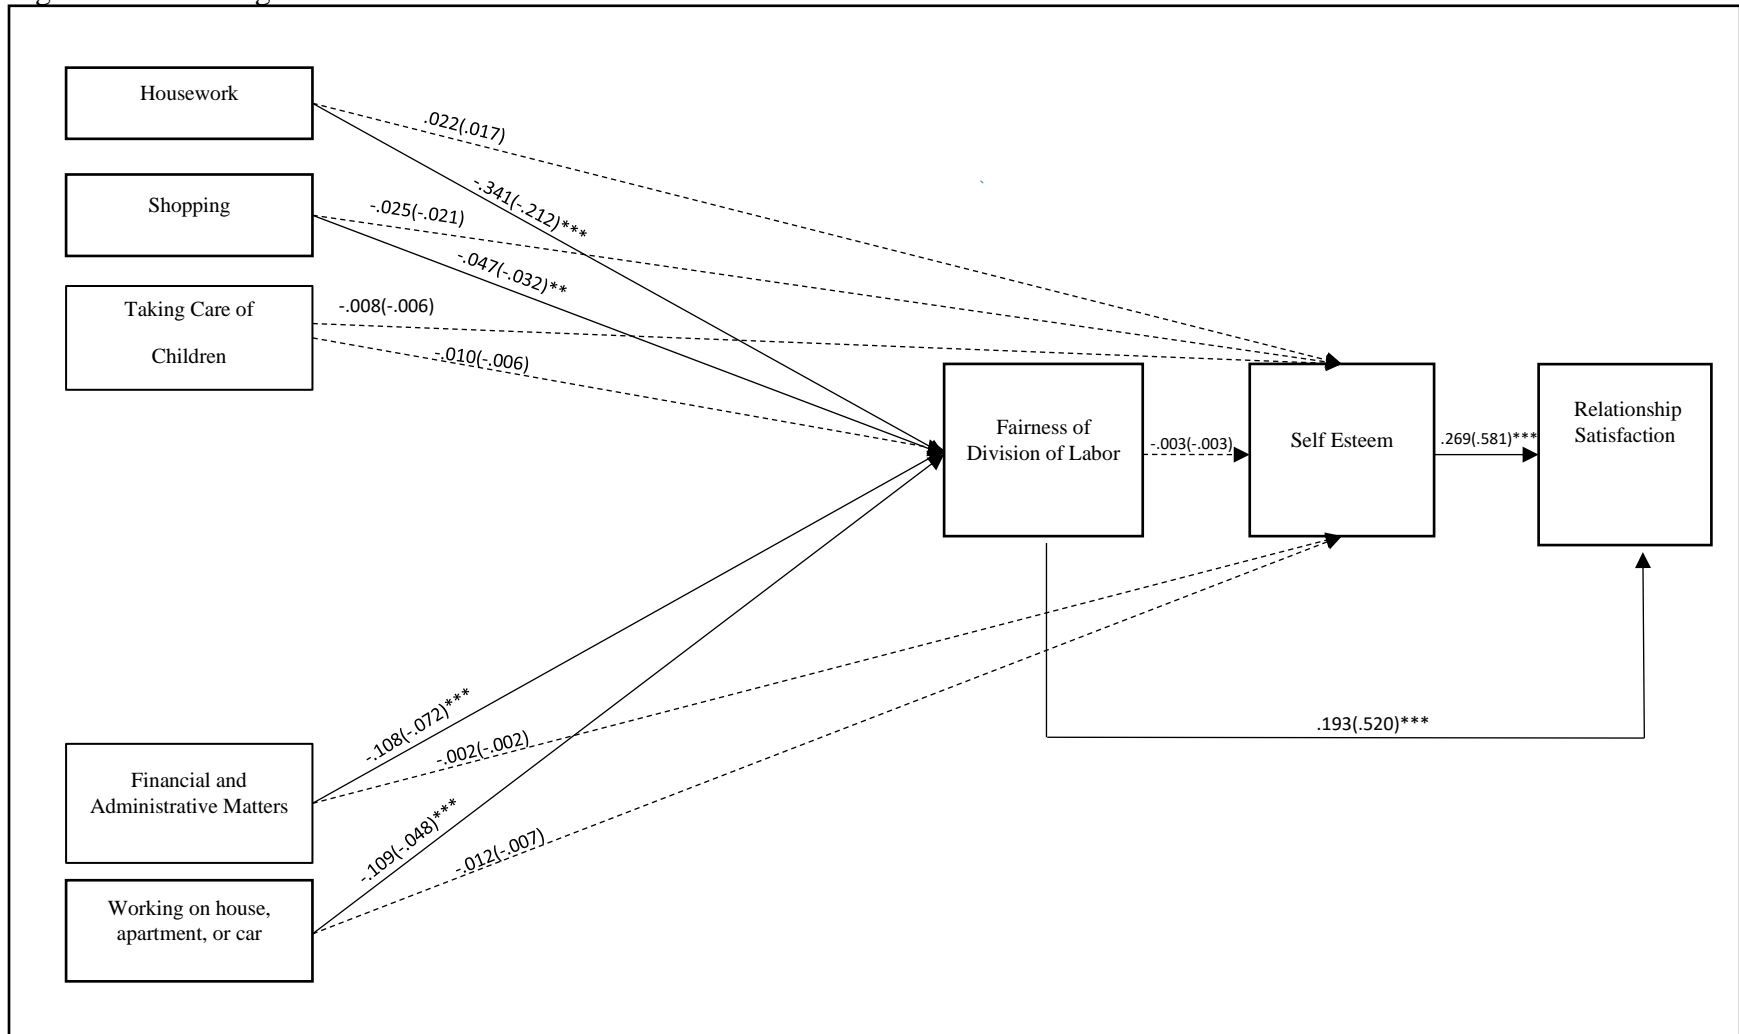 Housework
.022(.017)
-.341(-.212)***
Shopping
-.025(-.021)
-.047(-.032)**
Taking Care of
Children
-.008(-.006)
-.010(-.006)
Fairness of
Division of Labor
-.003(-.003)
Self Esteem
.269(.581)***
Relationship
Satisfaction
.193(.520)***
-.108(-.072)***
-.002(-.002)
Financial and
Administrative Matters
-.109(-.048)***
-.012(-.007)
Working on house,
apartment, or car